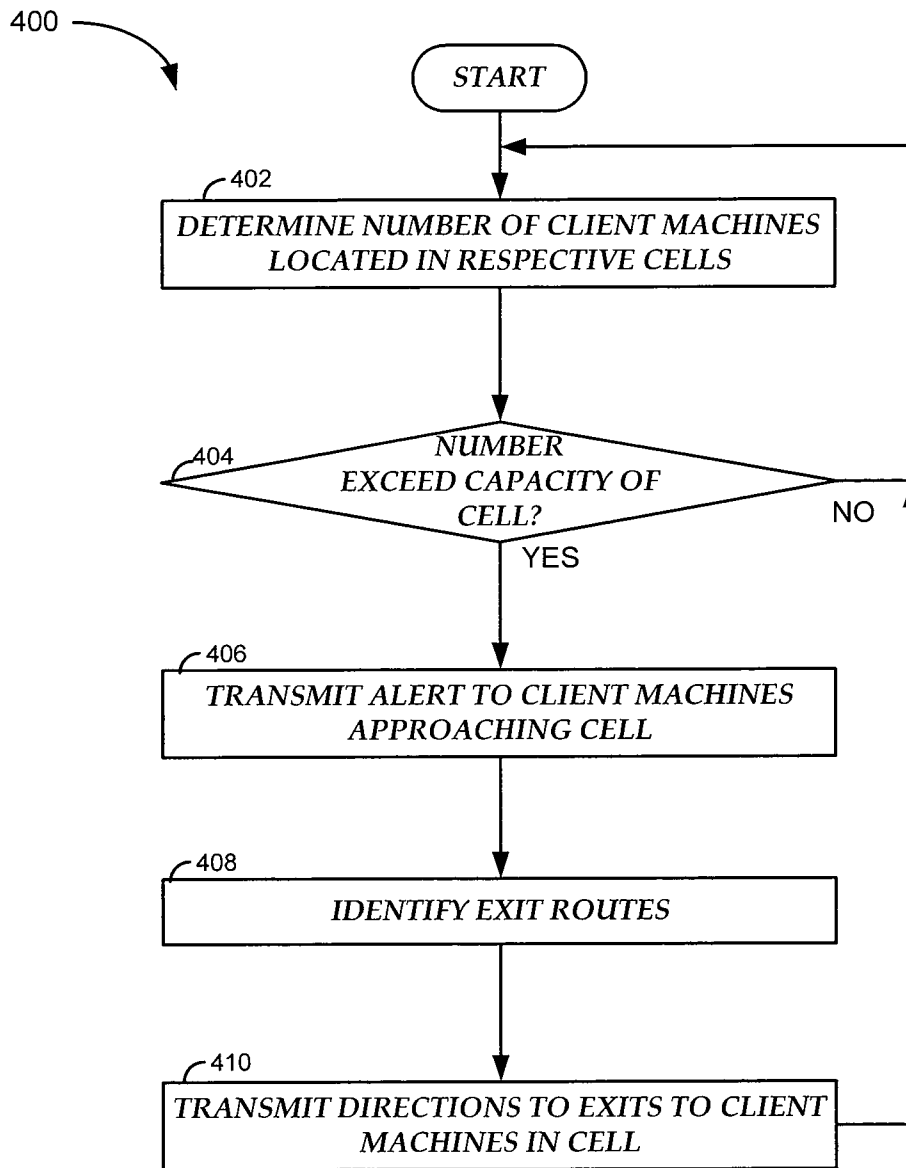 400
START
402
DETERMINE NUMBER OF CLIENT MACHINES
LOCATED IN RESPECTIVE CELLS
404
NUMBER
EXCEED CAPACITY OF
CELL?
NO
YES
406
TRANSMIT ALERT TO CLIENT MACHINES
APPROACHING CELL
408
IDENTIFY EXIT ROUTES
410
TRANSMIT DIRECTIONS TO EXITS TO CLIENT
MACHINES IN CELL